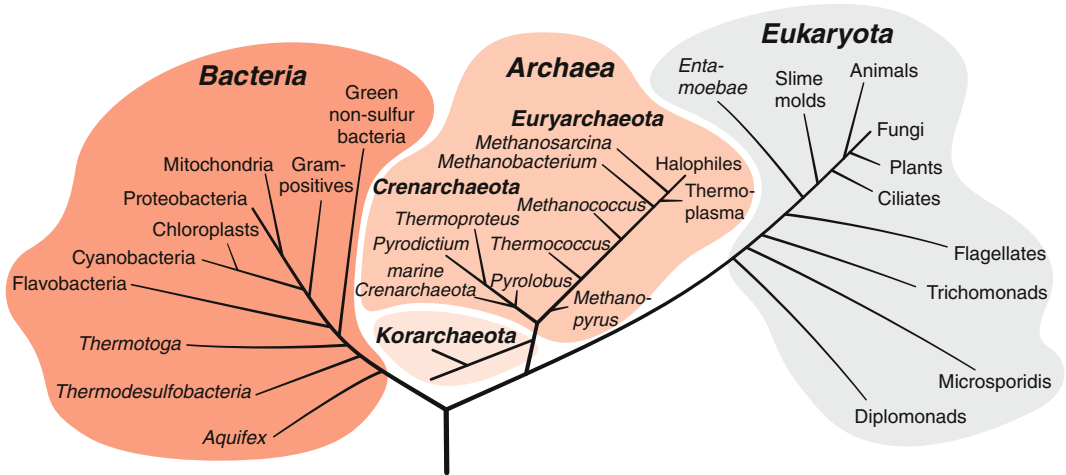 Bacteria
Green
non-sulfur
bacteria
Mitochondria
Gram-
positives
Proteobacteria
Chloroplasts
Cyanobacteria
Flavobacteria
Thermotoga
Thermodesulfobacteria
Aquifex
Archaea
Euryarchaeota
Methanosarcina
Methanobacterium
Halophiles
Crenarchaeota
Thermo-
plasma
Methanococcus
Thermoproteus
Pyrodictium
Thermococcus
marine
Crenarchaeota
Pyrolobus
Methano-
pyrus
Korarchaeota
Eukaryota
Enta-
moebae
Slime
molds
Animals
Fungi
Plants
Ciliates
Flagellates
Trichomonads
Microsporidis
Diplomonads